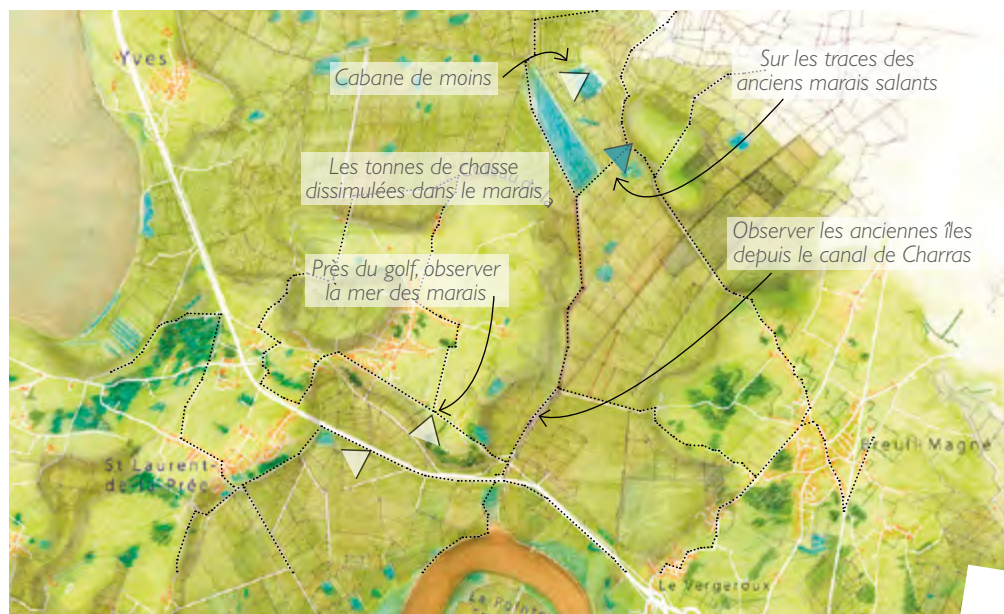 Yves
Cabane de moins
Sur les traces des
anciens marais salants
Les tonnes de chasse
dissimulées dans le marais
Observer les anciennes îles
depuis le canal de Charras
Près du golf, observer
la mer des marais
St Laurent-
de-la-Prée
Breuil-Magné
Le Vergeroux
La Pointe